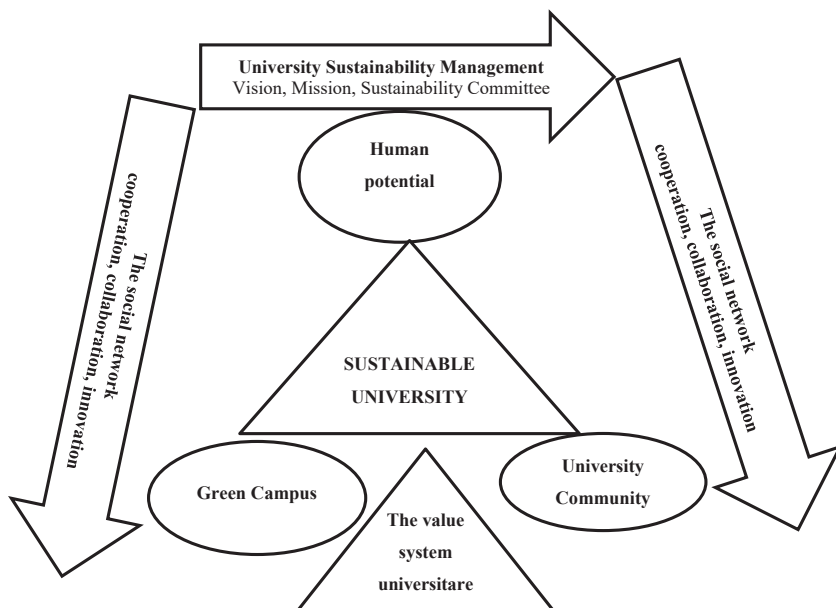 University Sustainability Management
Vision, Mission, Sustainability Committee
Human
potential
The social network
cooperation, collaboration, innovation
The social network
cooperation, collaboration, innovation
SUSTAINABLE
UNIVERSITY
Green Campus
University
Community
The value
system
universitare